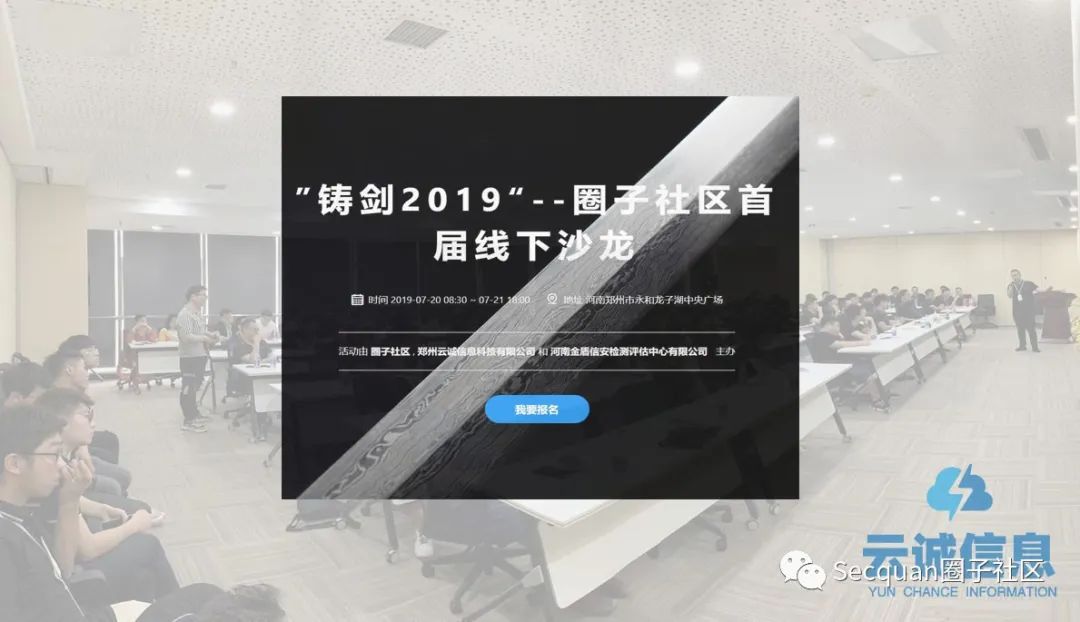 ”铸剑2019“--圈子社区首
届线下沙龙
时间 2019-07-20 08:30 ~ 07-21 18:00 地址:河南郑州市永和龙子湖中央广场
活动由 圈子社区 , 郑州云诚信息科技有限公司 和 河南金盾信安检测评估中心有限公司 主办
我要报名
云诚信息
Secquan圈子社区
YUN CHANCE INFORMATION